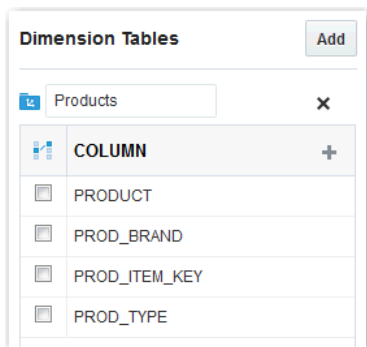 Dimension Tables Add
Products
COLUMN
PRODUCT
PROD_BRAND
PROD_ITEM_KEY
PROD_TYPE